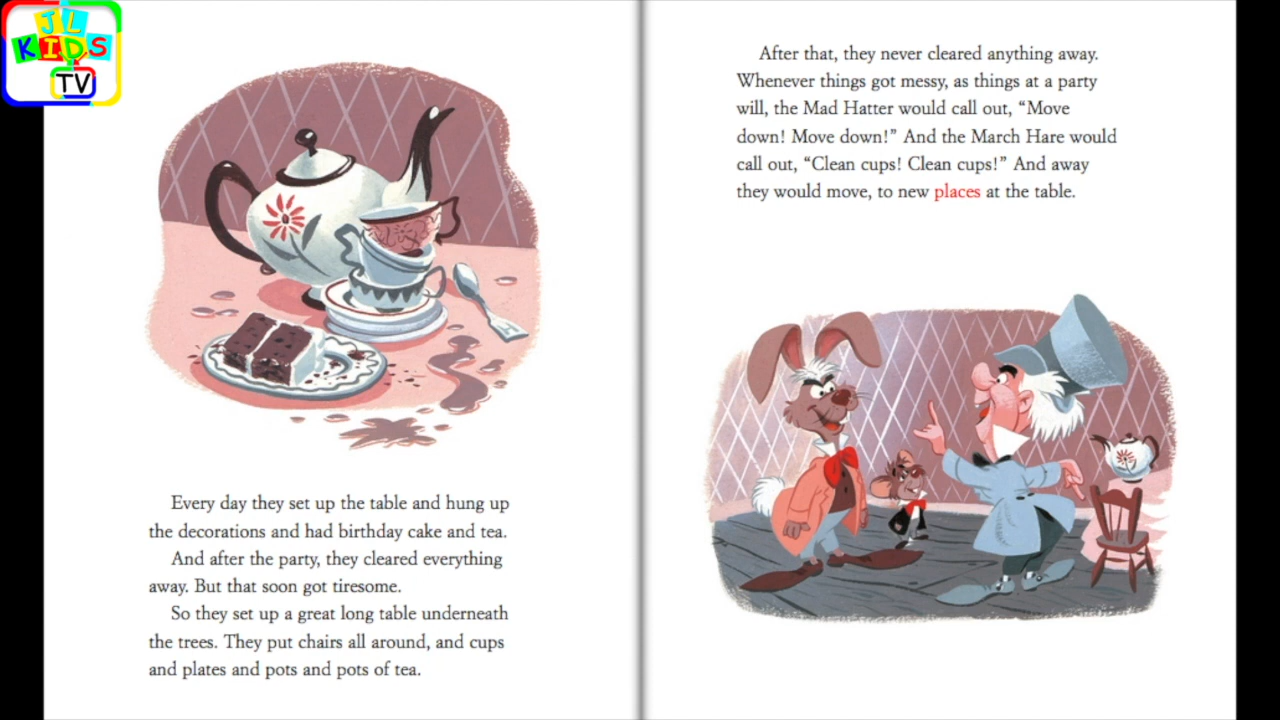 JL
KIDS
TV
Every day they set up the table and hung up
the decorations and had birthday cake and tea.
And after the party, they cleared everything
away. But that soon got tiresome.
So they set up a great long table underneath
the trees. They put chairs all around, and cups
and plates and pots and pots of tea.
After that, they never cleared anything away.
Whenever things got messy, as things at a party
will, the Mad Hatter would call out, “Move
down! Move down!” And the March Hare would
call out, “Clean cups! Clean cups!” And away
they would move, to new places at the table.
H